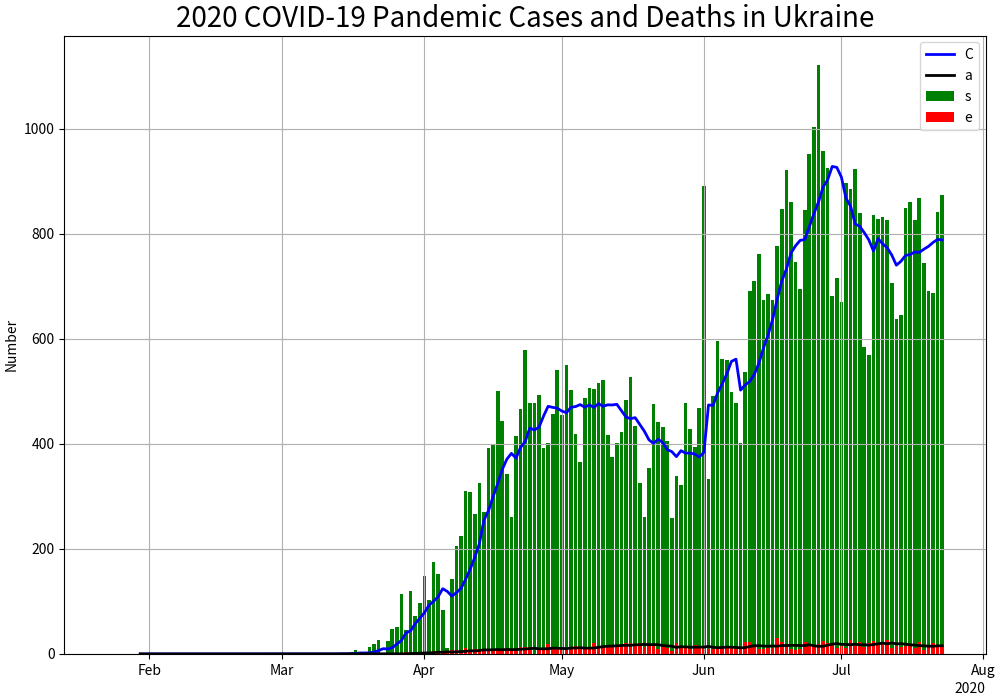 2020 COVID-19 Pandemic Cases and Deaths in Ukraine
C
a
s
e
Number
1000
800
600
400
200
0
Feb Mar Apr May Jun Jul Aug
2020